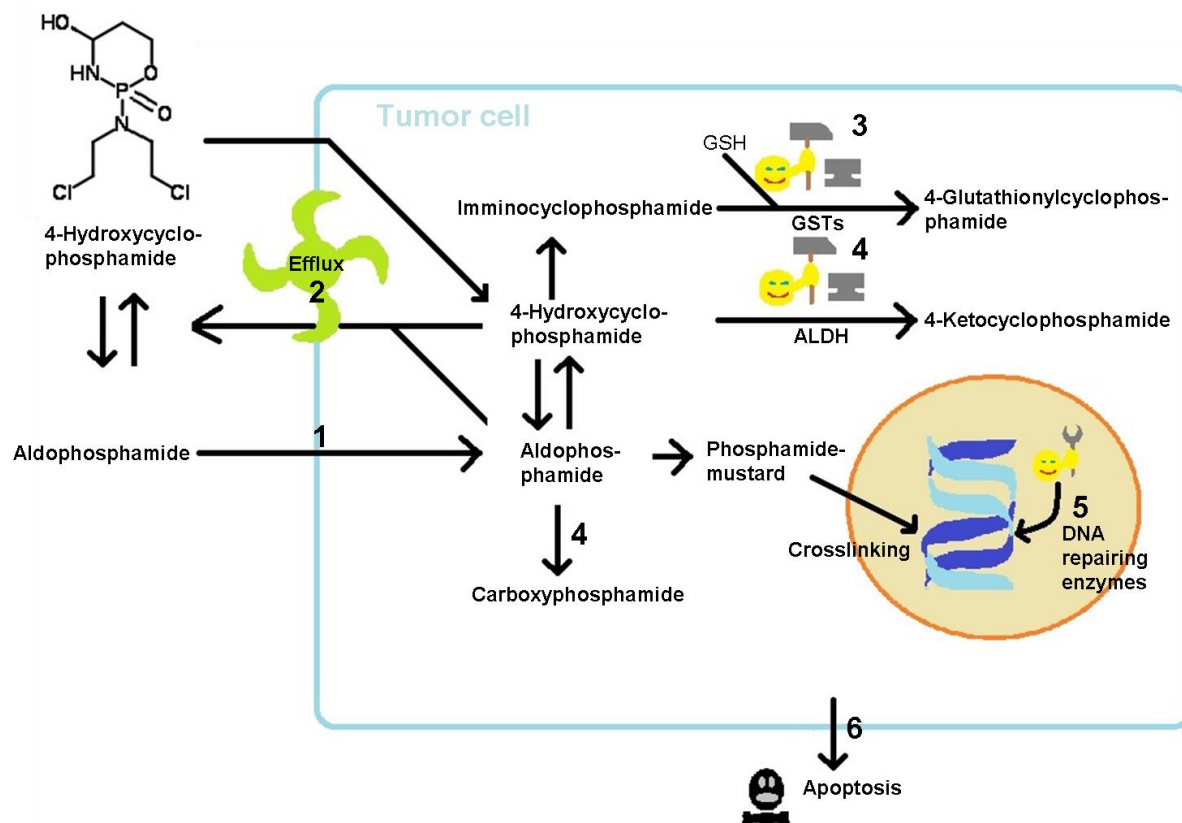 HO
HN
O
P
O
N
Cl
Cl
4-Hydroxycyclo-
phosphamide
Aldophosphamide
Tumor cell
Efflux
2
1
Imminocyclophosphamide
GSH
3
GSTs
4-Glutathionylcyclophos-
phamide
4
4-Hydroxycyclo-
phosphamide
ALDH
4-Ketocyclophosphamide
Aldophos-
phamide
Phosphamide-
mustard
4
Carboxyphosphamide
Crosslinking
5
DNA
repairing
enzymes
6
Apoptosis